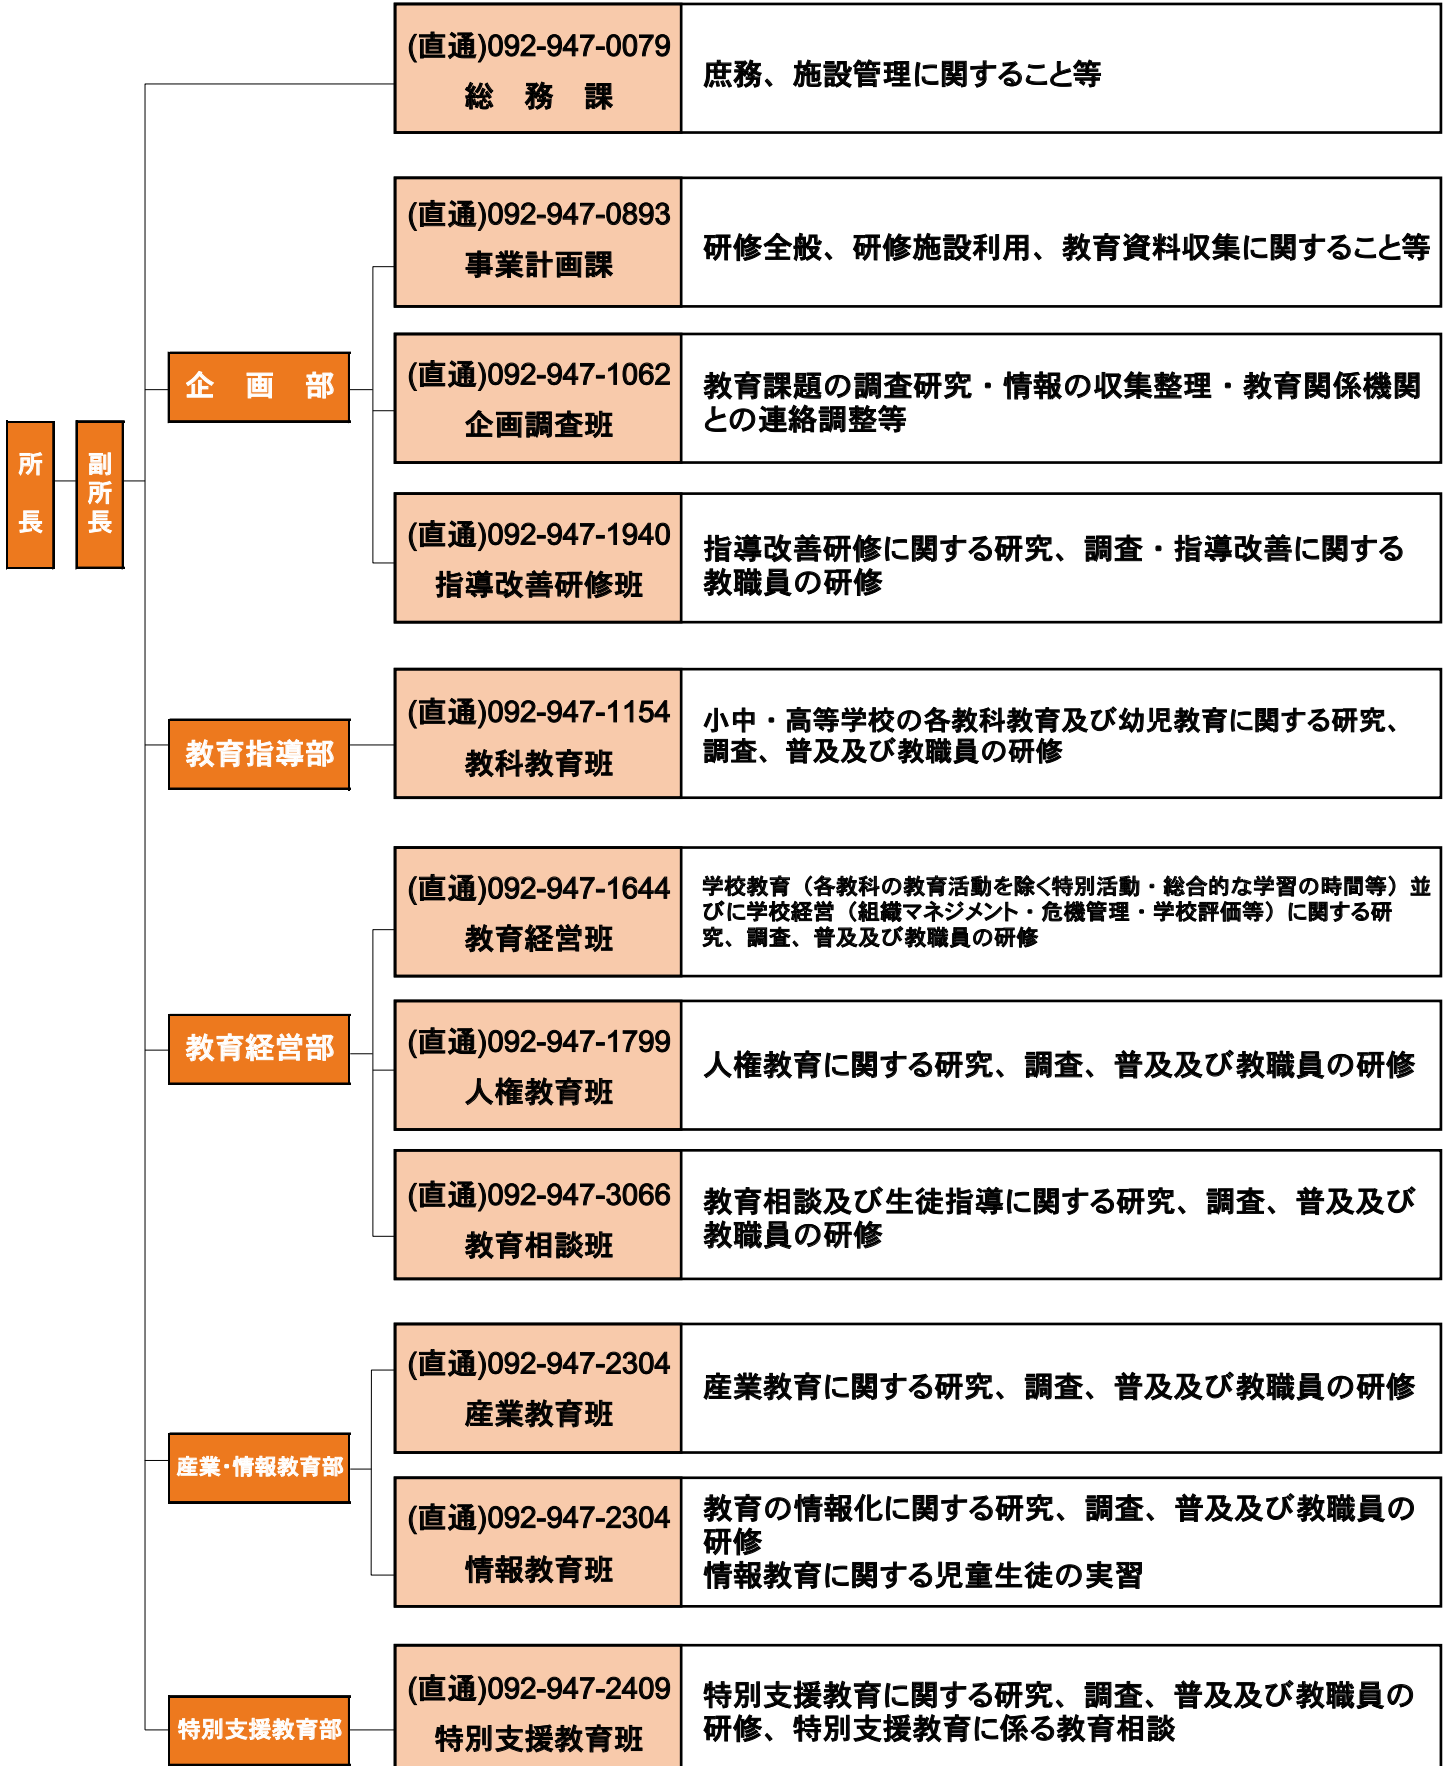 所長
副所長
(直通)092-947-0079
総　務　課
庶務、施設管理に関すること等
企　画　部
(直通)092-947-0893
事業計画課
研修全般、研修施設利用、教育資料収集に関すること等
(直通)092-947-1062
企画調査班
教育課題の調査研究・情報の収集整理・教育関係機関
との連絡調整等
(直通)092-947-1940
指導改善研修班
指導改善研修に関する研究、調査・指導改善に関する
教職員の研修
教育指導部
(直通)092-947-1154
教科教育班
小中・高等学校の各教科教育及び幼児教育に関する研究、
調査、普及及び教職員の研修
教育経営部
(直通)092-947-1644
教育経営班
学校教育（各教科の教育活動を除く特別活動・総合的な学習の時間等）並
びに学校経営（組織マネジメント・危機管理・学校評価等）に関する研
究、調査、普及及び教職員の研修
(直通)092-947-1799
人権教育班
人権教育に関する研究、調査、普及及び教職員の研修
(直通)092-947-3066
教育相談班
教育相談及び生徒指導に関する研究、調査、普及及び
教職員の研修
産業・情報教育部
(直通)092-947-2304
産業教育班
産業教育に関する研究、調査、普及及び教職員の研修
(直通)092-947-2304
情報教育班
教育の情報化に関する研究、調査、普及及び教職員の
研修
情報教育に関する児童生徒の実習
特別支援教育部
(直通)092-947-2409
特別支援教育班
特別支援教育に関する研究、調査、普及及び教職員の
研修、特別支援教育に係る教育相談